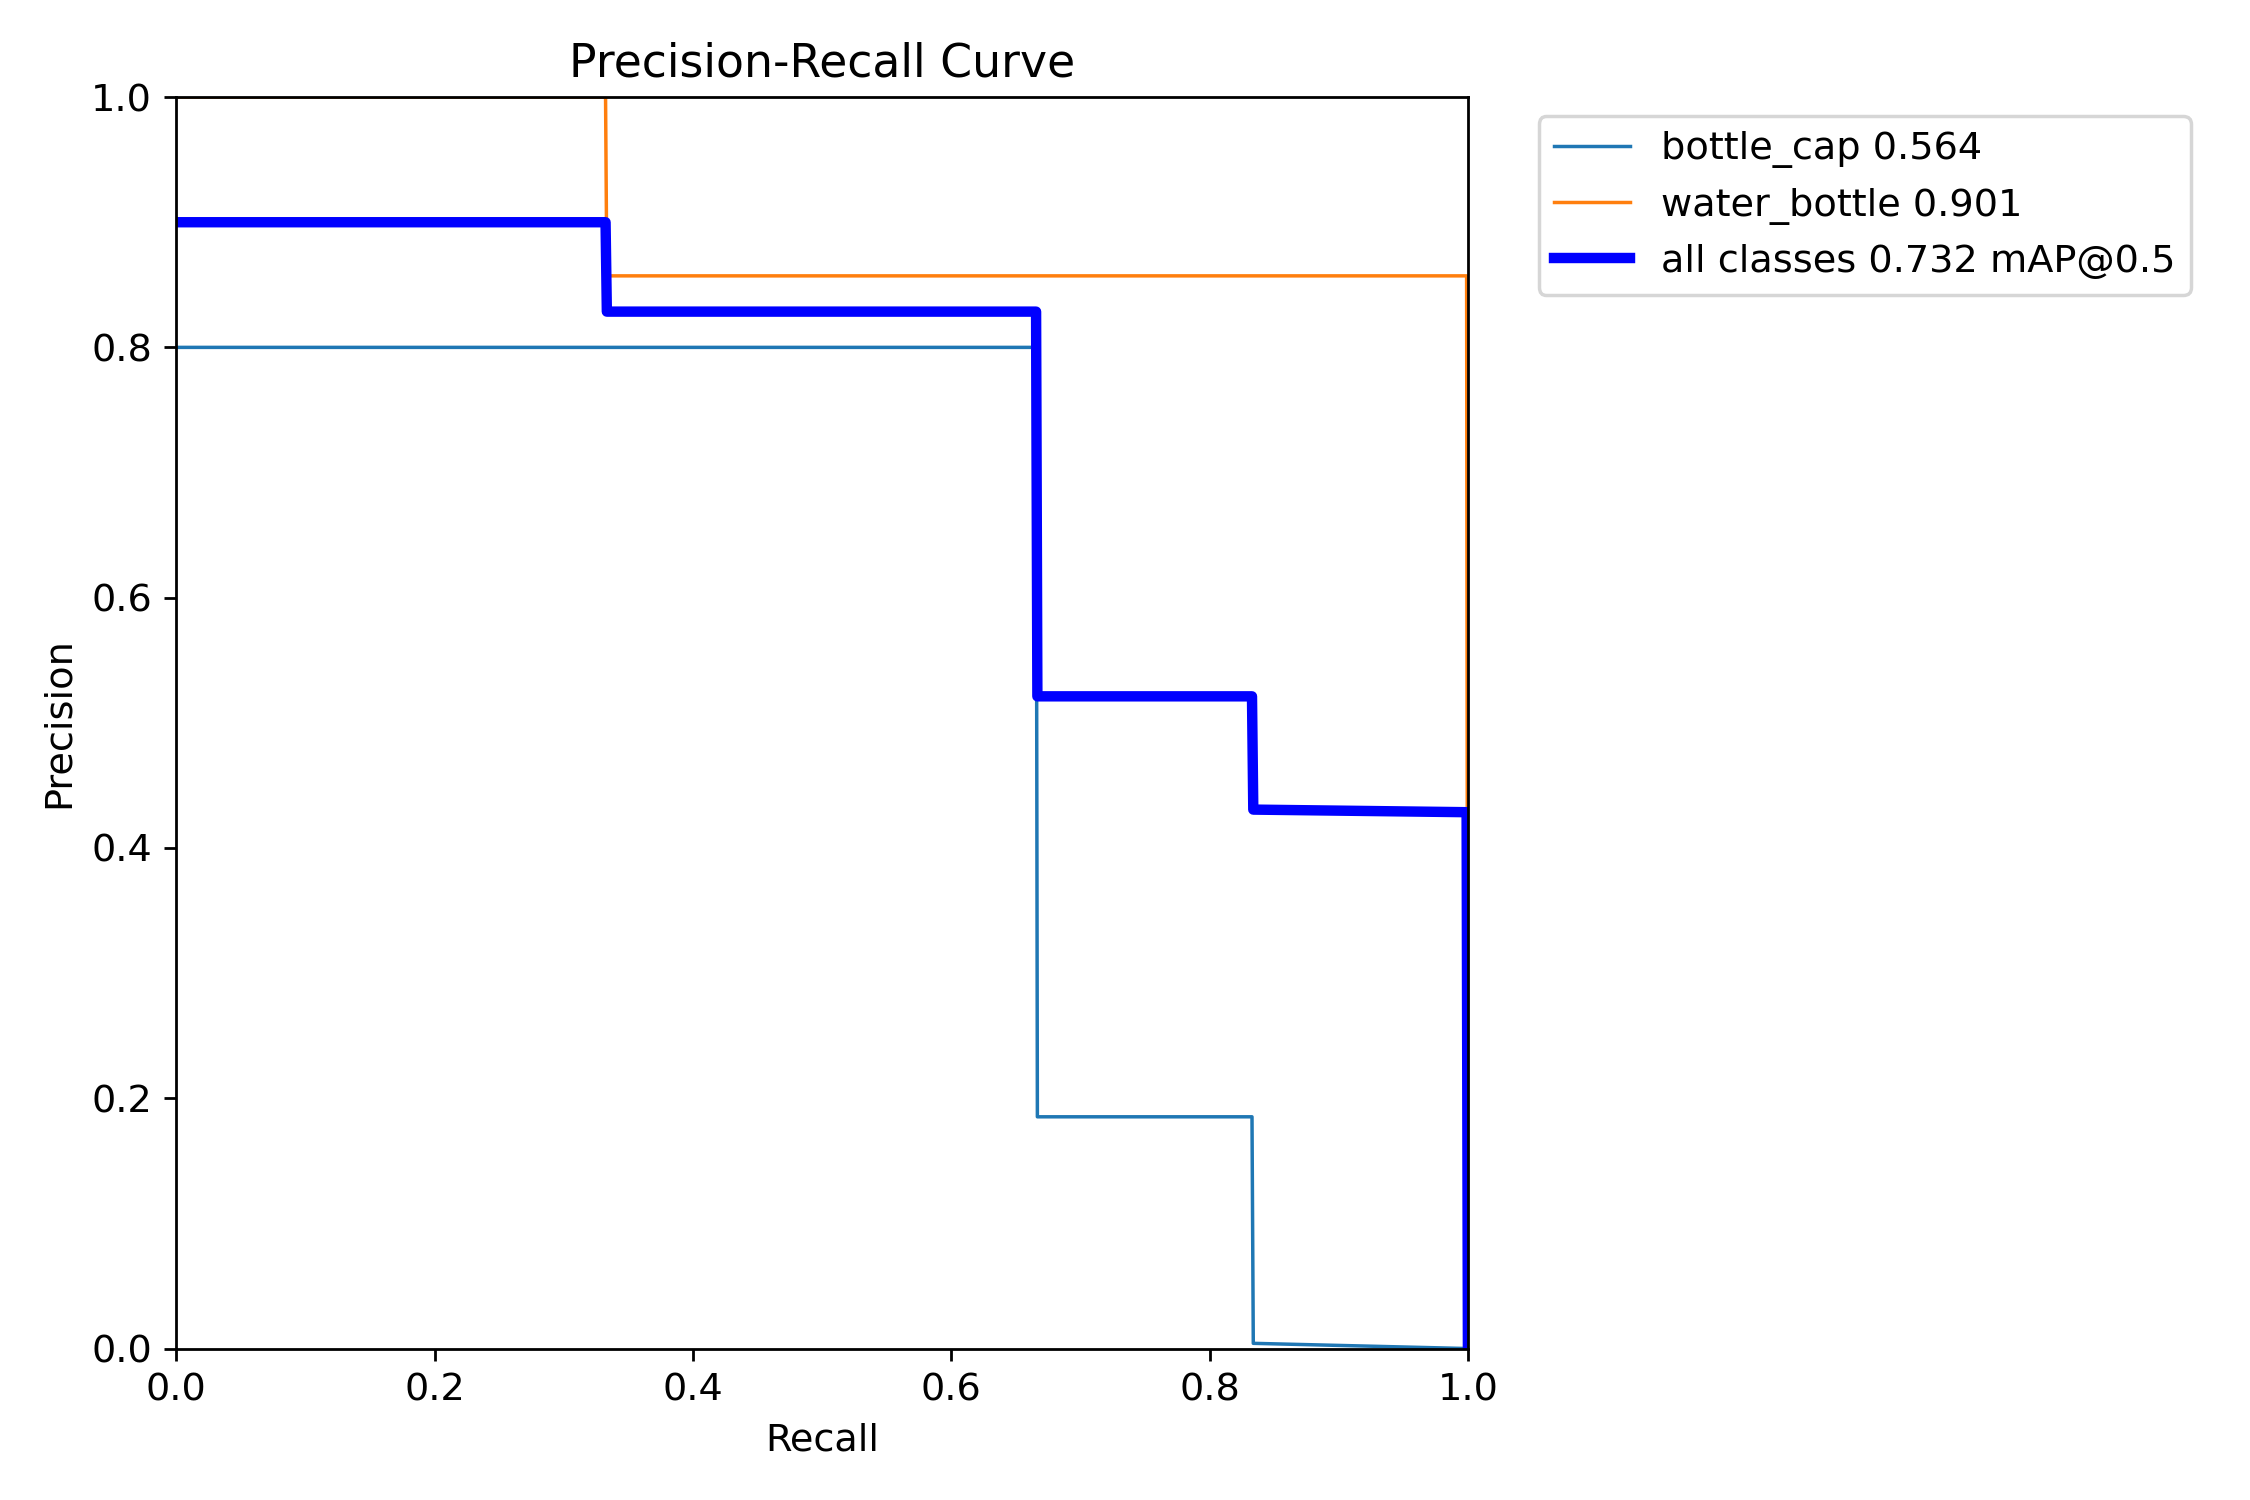 Precision-Recall Curve
bottle_cap 0.564
water_bottle 0.901
all classes 0.732 mAP@0.5
Precision
1.0
0.8
0.6
0.4
0.2
0.0
0.0 0.2 0.4 0.6 0.8 1.0
Recall